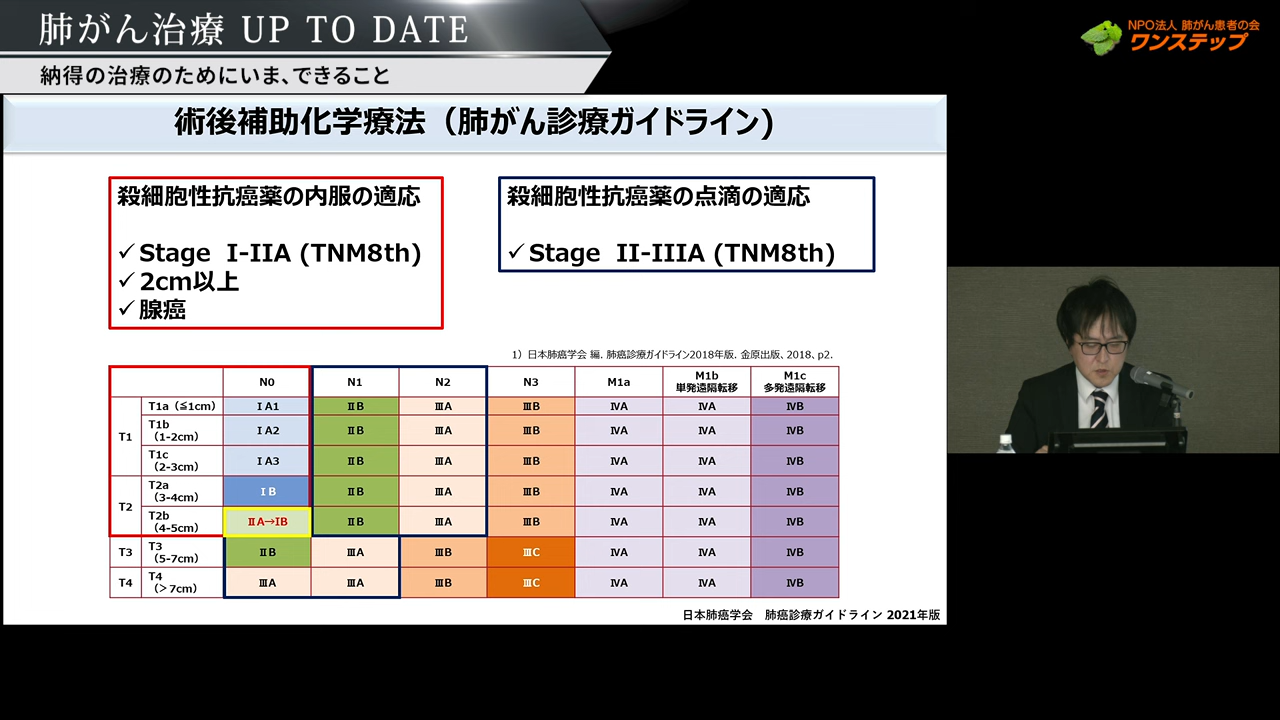 肺がん治療 UP TO DATE
納得の治療のためにいま、できること
NPO法人 肺がん患者の会
ワンステップ
術後補助化学療法（肺がん診療ガイドライン）
殺細胞性抗癌薬の内服の適応
✓ Stage I-IIA (TNM8th)
✓ 2cm以上
✓ 腺癌
殺細胞性抗癌薬の点滴の適応
✓ Stage II-IIIA (TNM8th)
1）日本肺癌学会 編. 肺癌診療ガイドライン2018年版. 金原出版、2018、p2.
N0 N1 N2 N3 M1a M1b 単発遠隔転移 M1c 多発遠隔転移
T1 T1a（≦1cm） ⅠA1 ⅡB ⅢA ⅢB ⅣA ⅣA ⅣB
T1b（1-2cm） ⅠA2 ⅡB ⅢA ⅢB ⅣA ⅣA ⅣB
T1c（2-3cm） ⅠA3 ⅡB ⅢA ⅢB ⅣA ⅣA ⅣB
T2 T2a（3-4cm） ⅠB ⅡB ⅢA ⅢB ⅣA ⅣA ⅣB
T2b（4-5cm） ⅡA→IB ⅡB ⅢA ⅢB ⅣA ⅣA ⅣB
T3 T3（5-7cm） ⅡB ⅢA ⅢB ⅢC ⅣA ⅣA ⅣB
T4 T4（＞7cm） ⅢA ⅢA ⅢB ⅢC ⅣA ⅣA ⅣB
日本肺癌学会 肺癌診療ガイドライン 2021年版